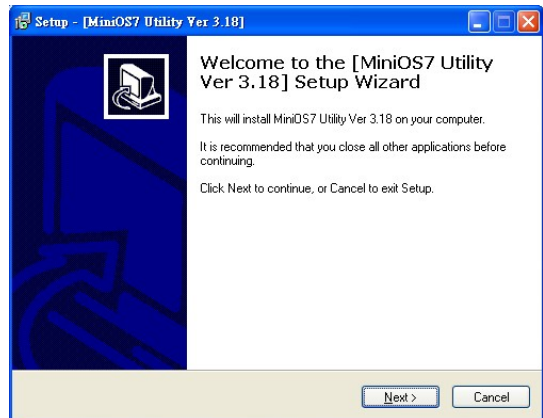 Setup - [MiniOS7 Utility Ver 3.18]
Welcome to the [MiniOS7 Utility
Ver 3.18] Setup Wizard
This will install MiniOS7 Utility Ver 3.18 on your computer.
It is recommended that you close all other applications before
continuing.
Click Next to continue, or Cancel to exit Setup.
Next > Cancel